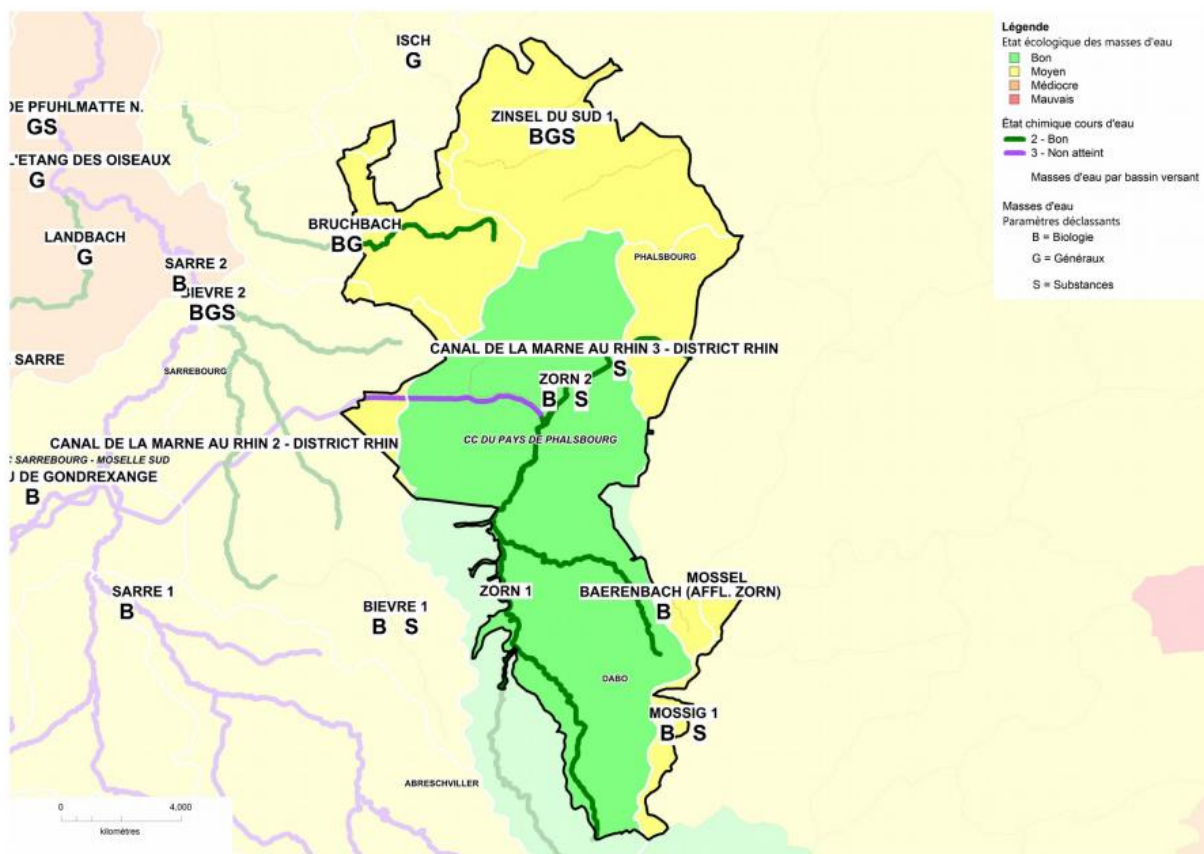 ISCH
G
DE PFUHLMATTE N.
GS
ZINSEL DU SUD 1
BGS
L'ETANG DES OISEAUX
G
BRUCHBACH
BG
LANDBACH
G
SARRE 2
B
BIEVRE 2
BGS
PHALSBOURG
SARRE
SARREBOURG
CANAL DE LA MARNE AU RHIN 3 - DISTRICT RHIN
S
ZORN 2
B S
CC DU PAYS DE PHALSBOURG
CANAL DE LA MARNE AU RHIN 2 - DISTRICT RHIN
C SARREBOURG - MOSELLE SUD
U DE GONDREXANGE
B
SARRE 1
B
BIEVRE 1
B S
ZORN 1
MOSSEL
BAERENBACH (AFFL. ZORN)
B
DABO
MOSSIG 1
B S
ABRESCHVILLER
0 4,000
kilomètres
Légende
Etat écologique des masses d'eau
Bon
Moyen
Médiocre
Mauvais
État chimique cours d'eau
2 - Bon
3 - Non atteint
Masses d'eau par bassin versant
Masses d'eau
Paramètres déclassants
B = Biologie
G = Généraux
S = Substances